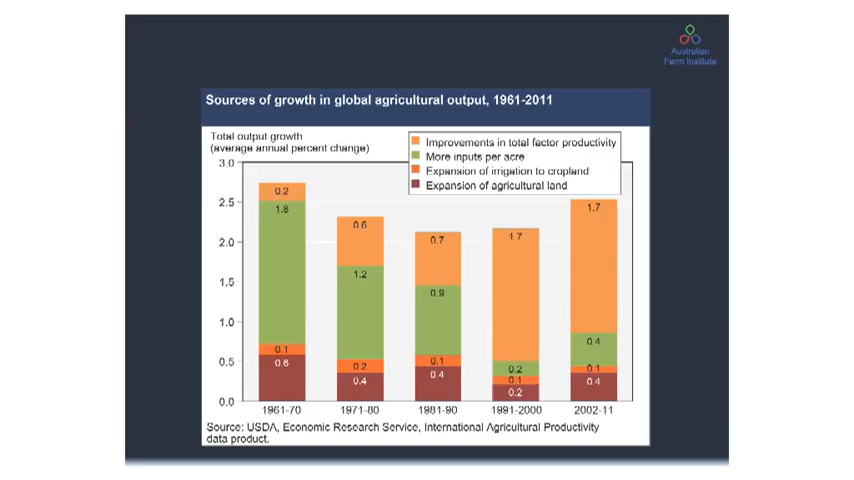 Australian
Farm Institute
Sources of growth in global agricultural output, 1961-2011
Total output growth
(average annual percent change)
Improvements in total factor productivity
More inputs per acre
Expansion of irrigation to cropland
Expansion of agricultural land
3.0
2.5
2.0
1.5
1.0
0.5
0.0
0.2
1.8
0.1
0.6
0.6
1.2
0.2
0.4
0.7
0.9
0.1
0.4
1.7
0.2
0.1
0.2
1.7
0.4
0.1
0.4
1961-70
1971-80
1981-90
1991-2000
2002-11
Source: USDA, Economic Research Service, International Agricultural Productivity
data product.